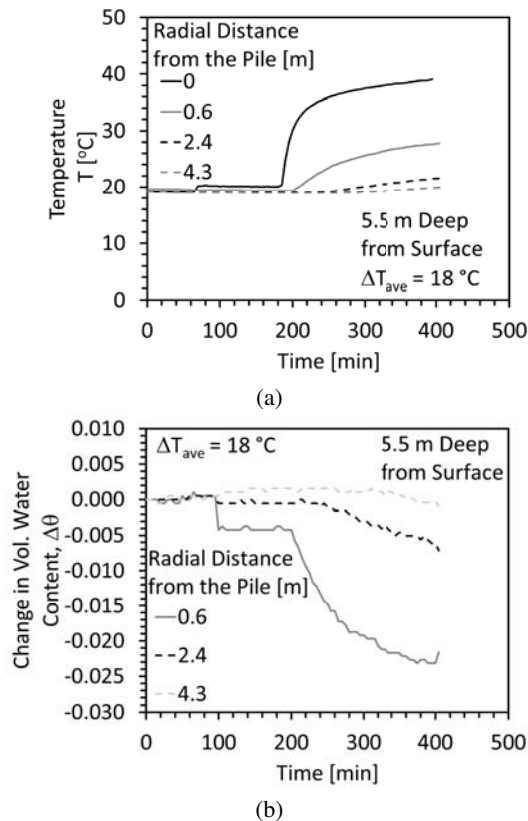 50
40
30
20
10
0
Temperature
T [°C]
Radial Distance
from the Pile [m]
0
0.6
2.4
4.3
5.5 m Deep
from Surface
ΔTave = 18 °C
0 100 200 300 400 500
Time [min]
(a)
0.010
0.005
0.000
-0.005
-0.010
-0.015
-0.020
-0.025
-0.030
Change in Vol. Water
Content, Δθ
ΔTave = 18 °C
5.5 m Deep
from Surface
Radial Distance
from the Pile [m]
0.6
2.4
4.3
0 100 200 300 400 500
Time [min]
(b)